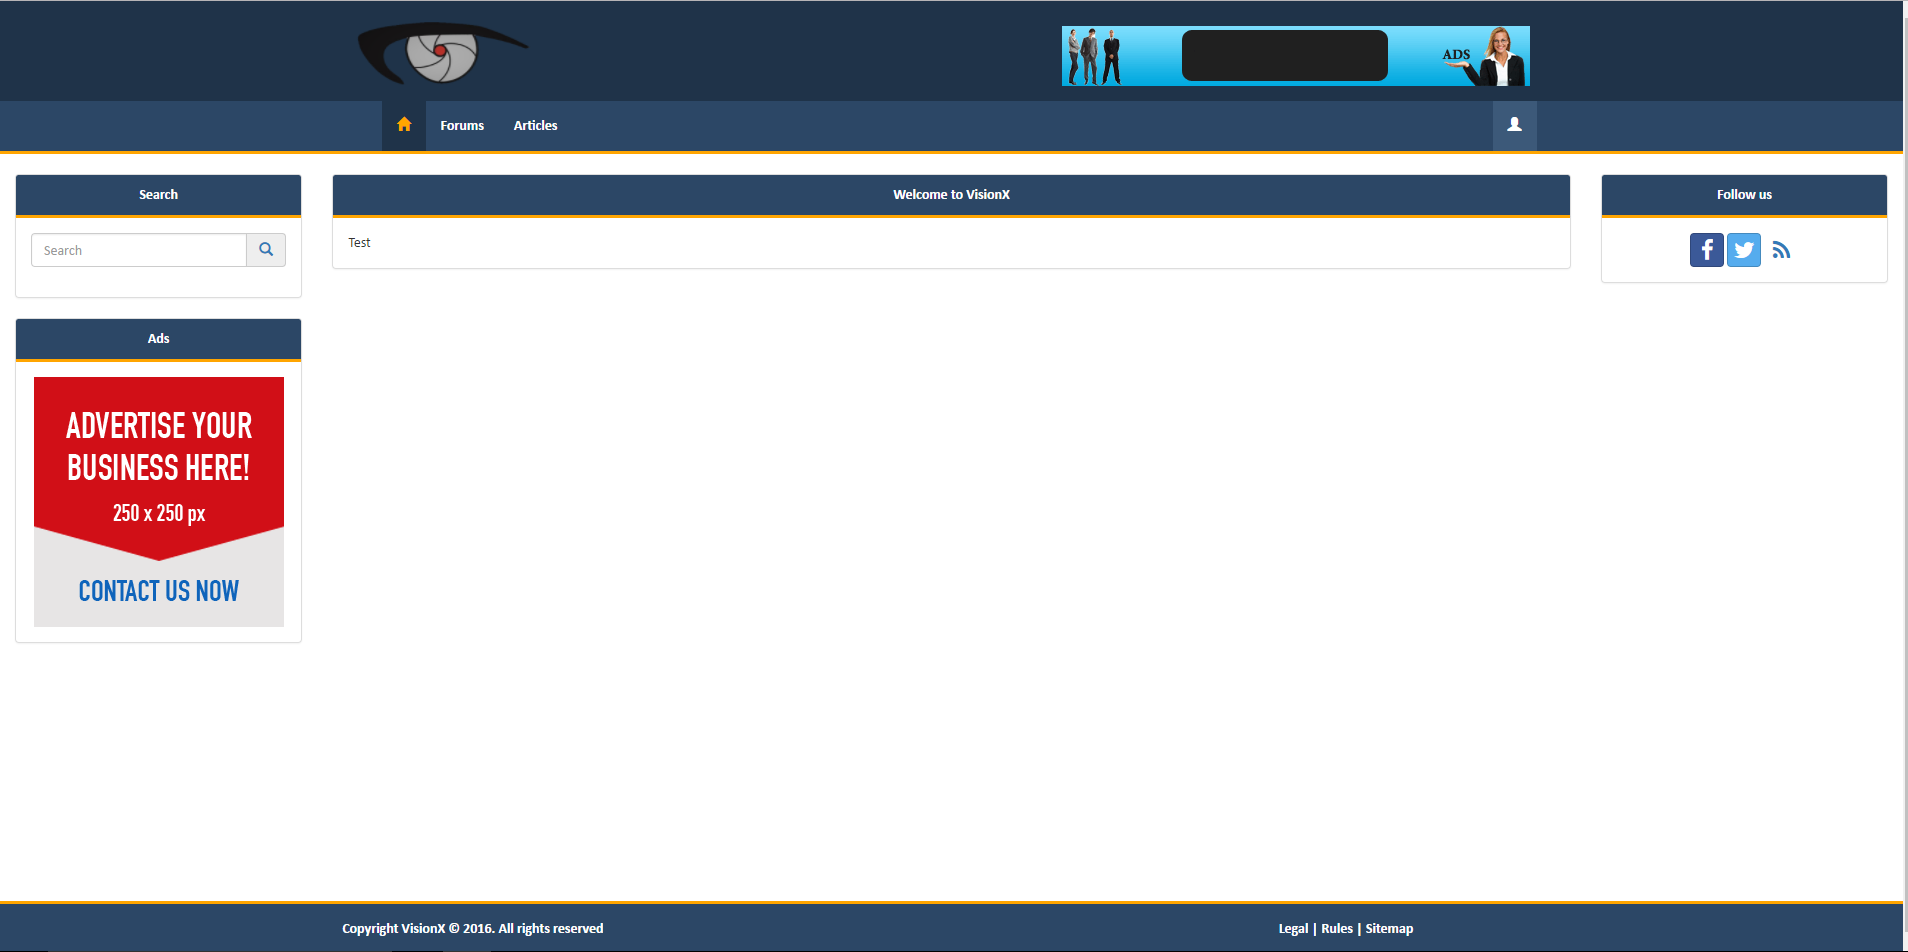 ADS
Forums
Articles
Search
Search
Ads
ADVERTISE YOUR
BUSINESS HERE!
250 x 250 px
CONTACT US NOW
Welcome to VisionX
Test
Follow us
Copyright VisionX © 2016. All rights reserved
Legal | Rules | Sitemap